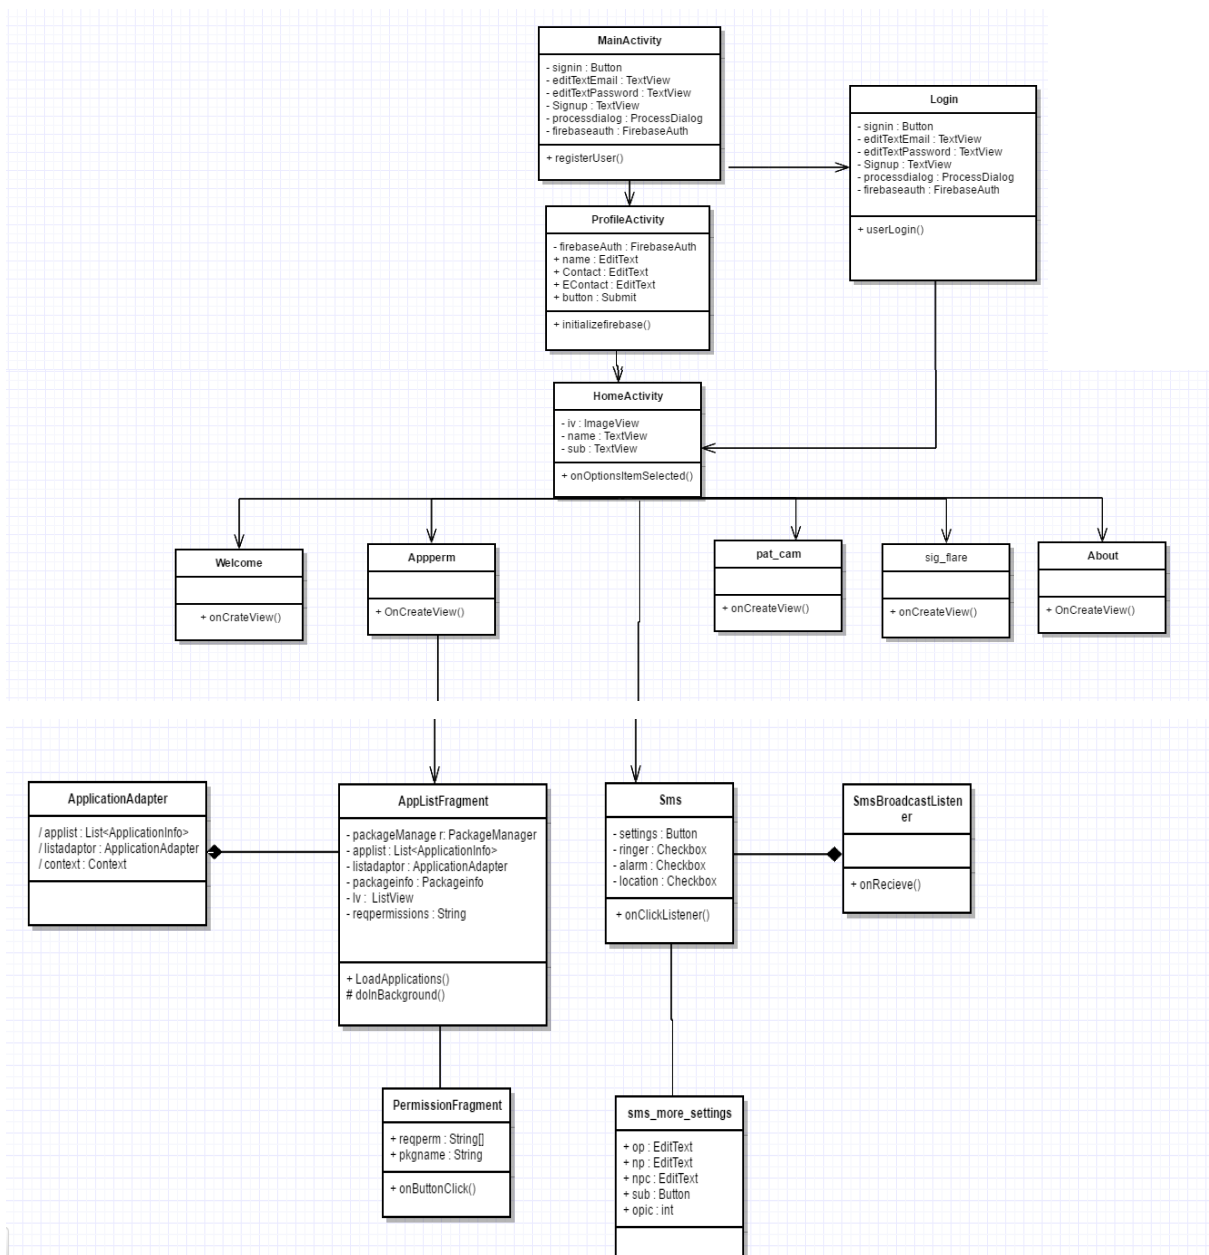 MainActivity
- signin : Button
- editTextEmail : TextView
- editTextPassword : TextView
- Signup : TextView
- processdialog : ProcessDialog
- firebaseauth : FirebaseAuth
+ registerUser()
Login
- signin : Button
- editTextEmail : TextView
- editTextPassword : TextView
- Signup : TextView
- processdialog : ProcessDialog
- firebaseauth : FirebaseAuth
+ userLogin()
ProfileActivity
- firebaseAuth : FirebaseAuth
+ name : EditText
+ Contact : EditText
+ EContact : EditText
+ button : Submit
+ initializefirebase()
HomeActivity
- iv : ImageView
- name : TextView
- sub : TextView
+ onOptionsItemSelected()
Welcome
+ onCrateView()
Appperm
+ OnCreateView()
pat_cam
+ onCreateView()
sig_flare
+ onCreateView()
About
+ OnCreateView()
ApplicationAdapter
/ applist : List<ApplicationInfo>
/ listadaptor : ApplicationAdapter
/ context : Context
AppListFragment
- packageManage r: PackageManager
- applist : List<ApplicationInfo>
- listadaptor : ApplicationAdapter
- packageinfo : Packageinfo
- lv : ListView
- reqpermissions : String
+ LoadApplications()
# doInBackground()
Sms
- settings : Button
- ringer : Checkbox
- alarm : Checkbox
- location : Checkbox
+ onClickListener()
SmsBroadcastListen
er
+ onRecieve()
PermissionFragment
+ reqperm : String[]
+ pkgname : String
+ onButtonClick()
sms_more_settings
+ op : EditText
+ np : EditText
+ npc : EditText
+ sub : Button
+ opic : int